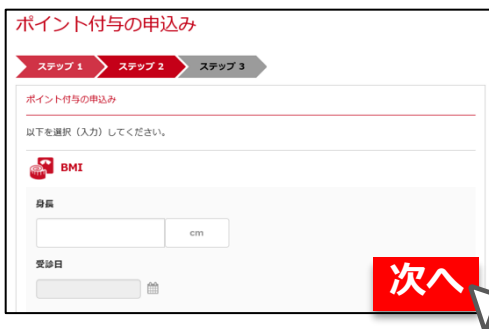 ポイント付与の申込み
ステップ 1 ステップ 2 ステップ 3
ポイント付与の申込み
以下を選択（入力）してください。
BMI
身長
cm
受診日
次へ